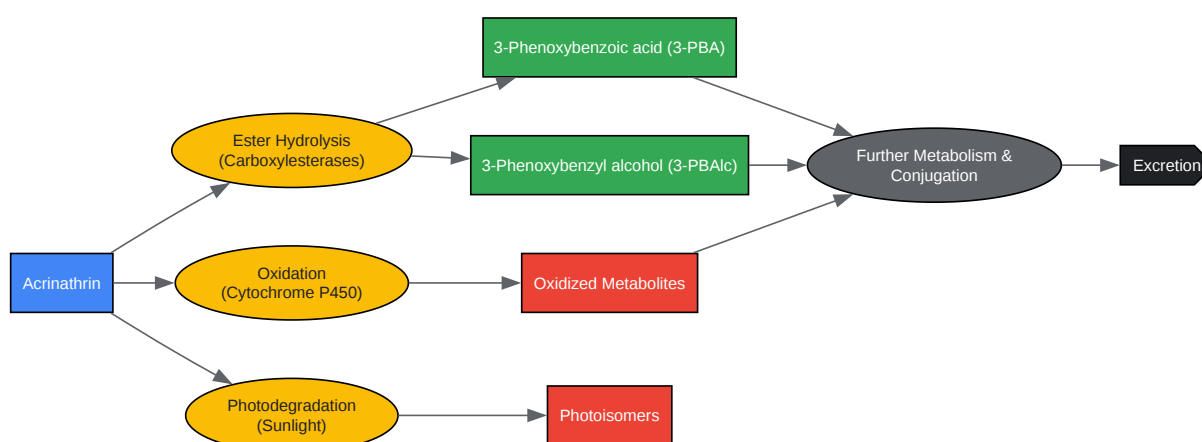 3-Phenoxybenzoic acid (3-PBA)
Ester Hydrolysis
(Carboxylesterases)
3-Phenoxybenzyl alcohol (3-PBAlc)
Further Metabolism &
Conjugation
Excretion
Acrinathrin
Oxidation
(Cytochrome P450)
Oxidized Metabolites
Photodegradation
(Sunlight)
Photoisomers